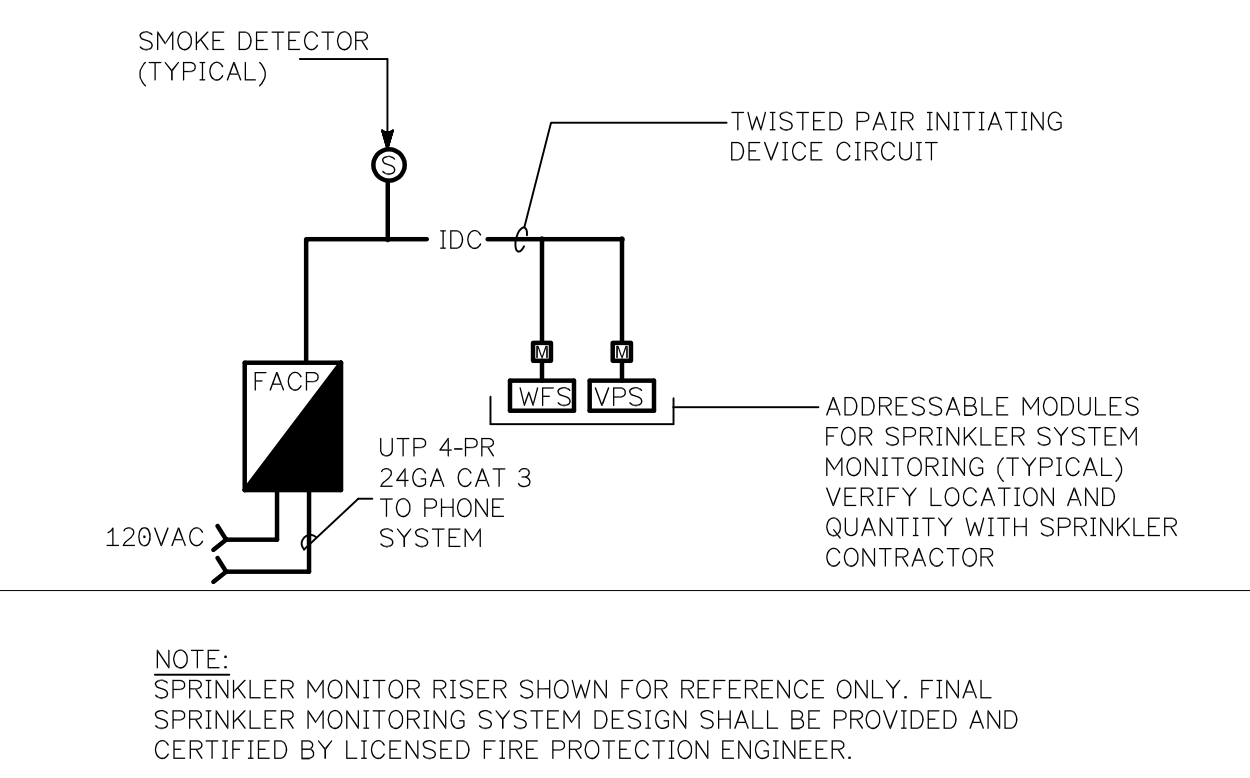 SMOKE DETECTOR
(TYPICAL)
TWISTED PAIR INITIATING
DEVICE CIRCUIT
S
IDC
M
M
FACP
WFS
VPS
ADDRESSABLE MODULES
FOR SPRINKLER SYSTEM
MONITORING (TYPICAL)
VERIFY LOCATION AND
QUANTITY WITH SPRINKLER
CONTRACTOR
UTP 4-PR
24GA CAT 3
TO PHONE
SYSTEM
120VAC
NOTE:
SPRINKLER MONITOR RISER SHOWN FOR REFERENCE ONLY. FINAL
SPRINKLER MONITORING SYSTEM DESIGN SHALL BE PROVIDED AND
CERTIFIED BY LICENSED FIRE PROTECTION ENGINEER.